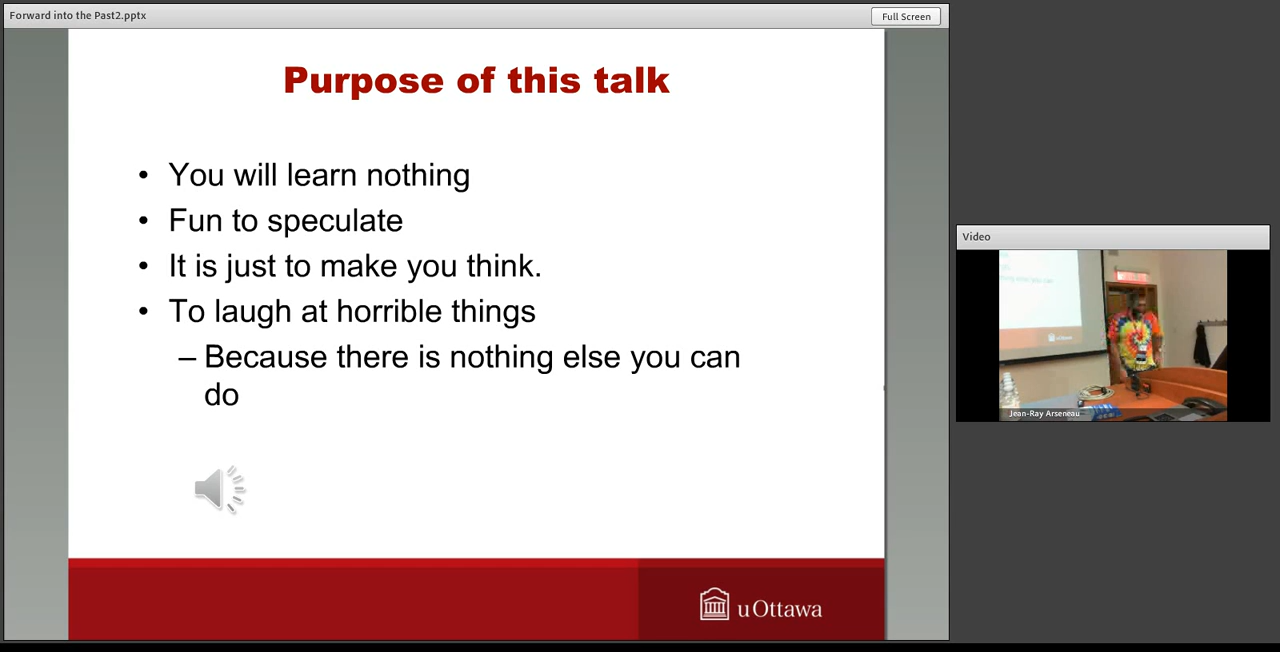 Forward into the Past2.pptx
Full Screen
Purpose of this talk
• You will learn nothing
• Fun to speculate
• It is just to make you think.
• To laugh at horrible things
– Because there is nothing else you can
do
uOttawa
Video
Jean-Ray Arseneau